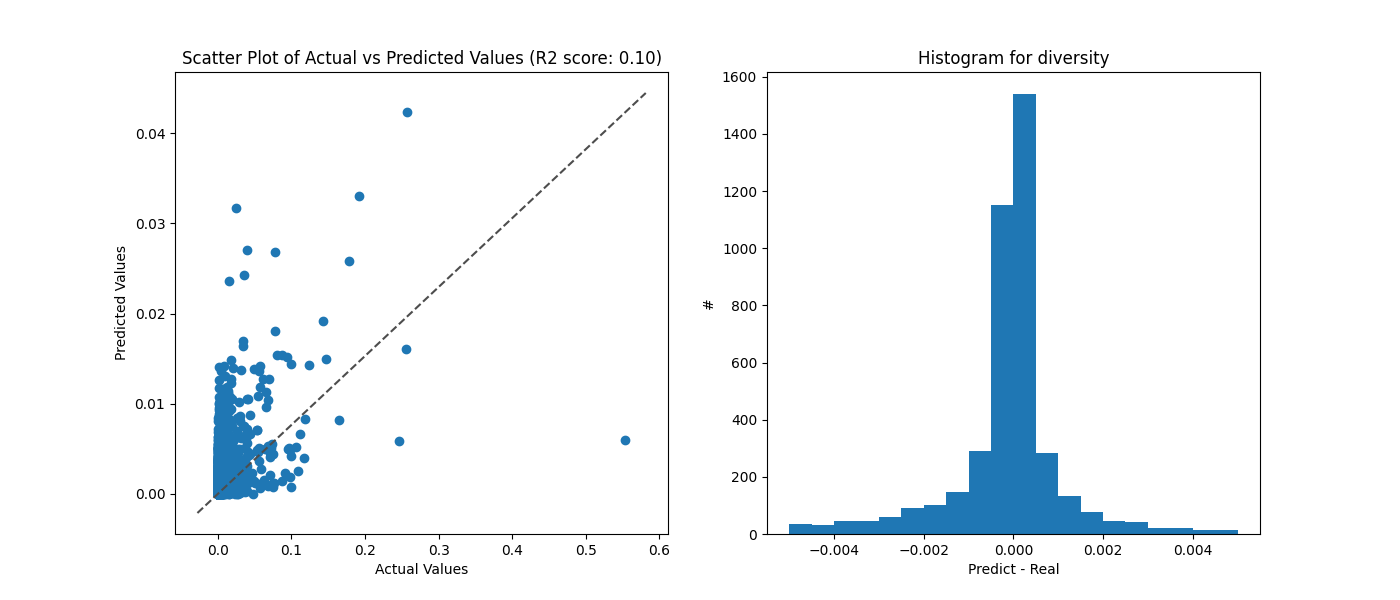 Scatter Plot of Actual vs Predicted Values (R2 score: 0.10)
Predicted Values
0.04
0.03
0.02
0.01
0.00
0.0 0.1 0.2 0.3 0.4 0.5 0.6
Actual Values
Histogram for diversity
#
1600
1400
1200
1000
800
600
400
200
0
−0.004 −0.002 0.000 0.002 0.004
Predict - Real